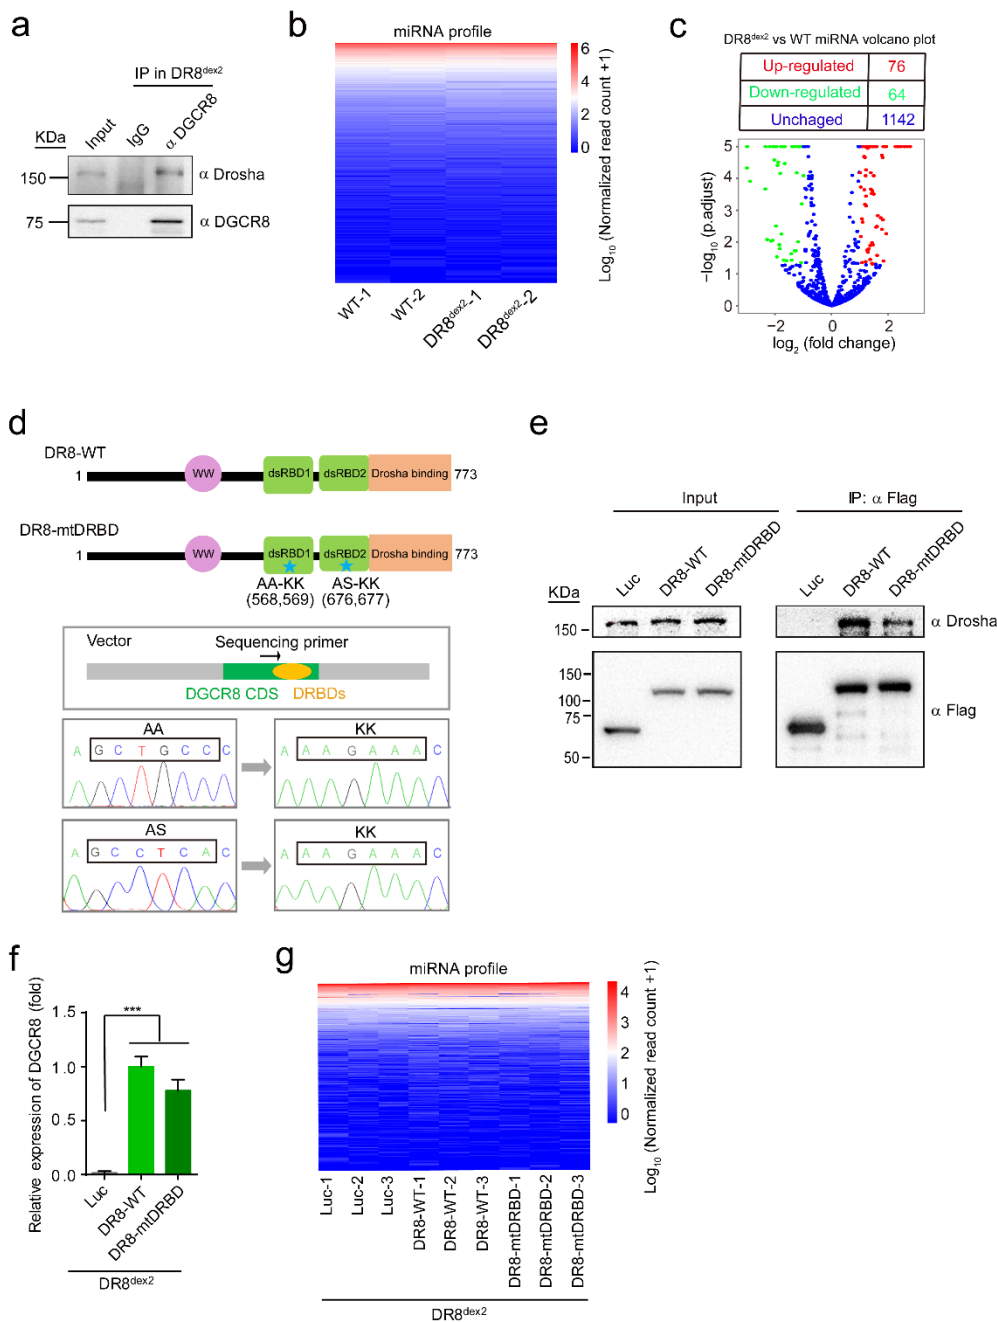 a
IP in DR8dex2
KDa
Input
IgG
α DGCR8
150
α Drosha
75
α DGCR8
b
miRNA profile
6
4
2
0
Log10 (Normalized read count +1)
WT-1
WT-2
DR8dex2-1
DR8dex2-2
c
DR8dex2 vs WT miRNA volcano plot
Up-regulated 76
Down-regulated 64
Unchaged 1142
5
4
3
2
1
0
−log10 (p.adjust)
−2 0 2
log2 (fold change)
d
DR8-WT
1 WW dsRBD1 dsRBD2 Drosha binding 773
DR8-mtDRBD
1 WW dsRBD1 dsRBD2 Drosha binding 773
AA-KK AS-KK
(568,569) (676,677)
Vector Sequencing primer
DGCR8 CDS DRBDs
AA KK
A G C T G C C C A A A G A A A C
AS KK
A G C C T C A C A A A G A A A C
e
Input
IP: α Flag
Luc
DR8-WT
DR8-mtDRBD
Luc
DR8-WT
DR8-mtDRBD
KDa
150
α Drosha
150
100
75
50
α Flag
f
Relative expression of DGCR8 (fold)
1.5
1.0
0.5
0.0
***
Luc
DR8-WT
DR8-mtDRBD
DR8dex2
g
miRNA profile
4
3
2
1
0
Log10 (Normalized read count +1)
Luc-1
Luc-2
Luc-3
DR8-WT-1
DR8-WT-2
DR8-WT-3
DR8-mtDRBD-1
DR8-mtDRBD-2
DR8-mtDRBD-3
DR8dex2